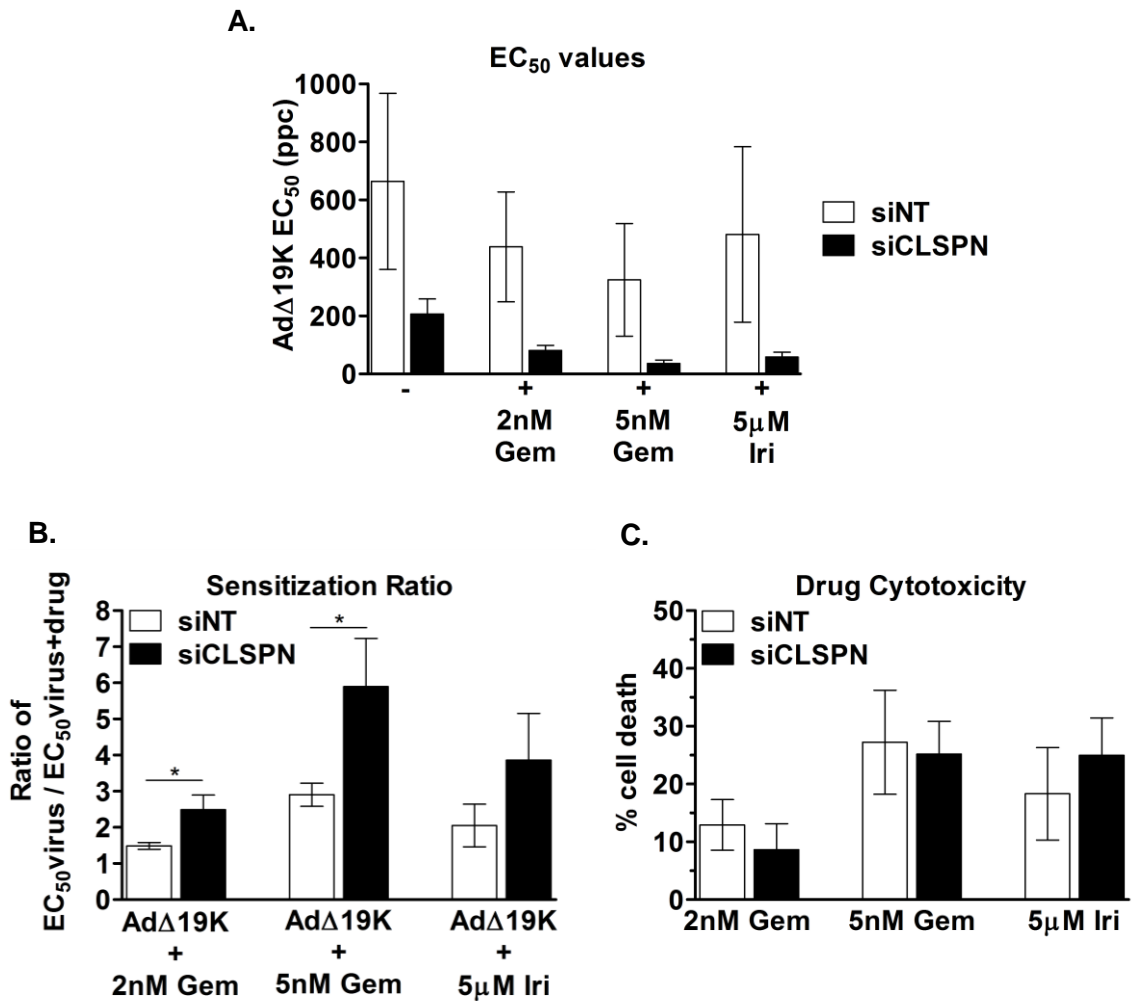 A.
EC₅₀ values
AdΔ19K EC₅₀ (ppc)
1000
800
600
400
200
0
- + + +
2nM 5nM 5μM
Gem Gem Iri
siNT
siCLSPN
B.
Sensitization Ratio
Ratio of
EC₅₀virus / EC₅₀virus+drug
8
7
6
5
4
3
2
1
0
siNT
siCLSPN
*
*
AdΔ19K AdΔ19K AdΔ19K
+ + +
2nM Gem 5nM Gem 5μM Iri
C.
Drug Cytotoxicity
% cell death
50
40
30
20
10
0
siNT
siCLSPN
2nM Gem 5nM Gem 5μM Iri